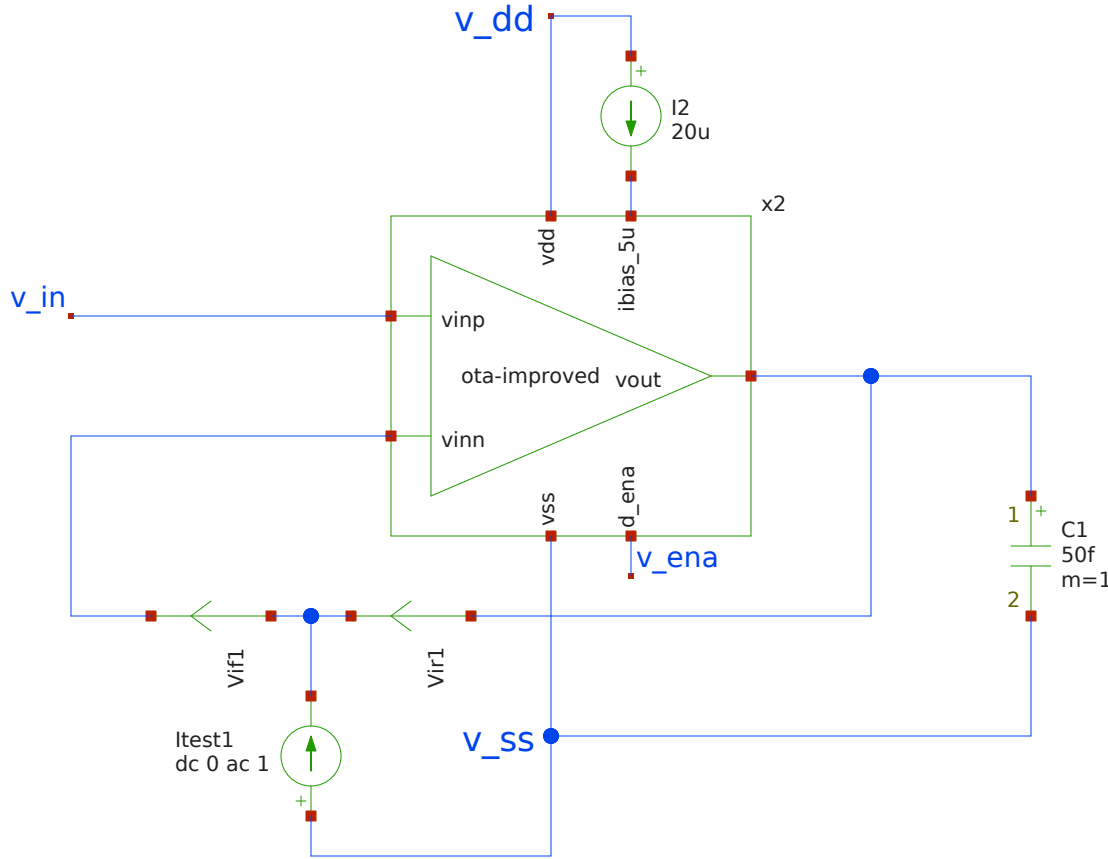 v_dd
+
I2
20u
x2
vdd
ibias_5u
v_in
vinp
ota-improved
vout
vinn
vss
d_ena
v_ena
1
+
C1
50f
m=1
2
Vif1
Vir1
Itest1
dc 0 ac 1
+
v_ss